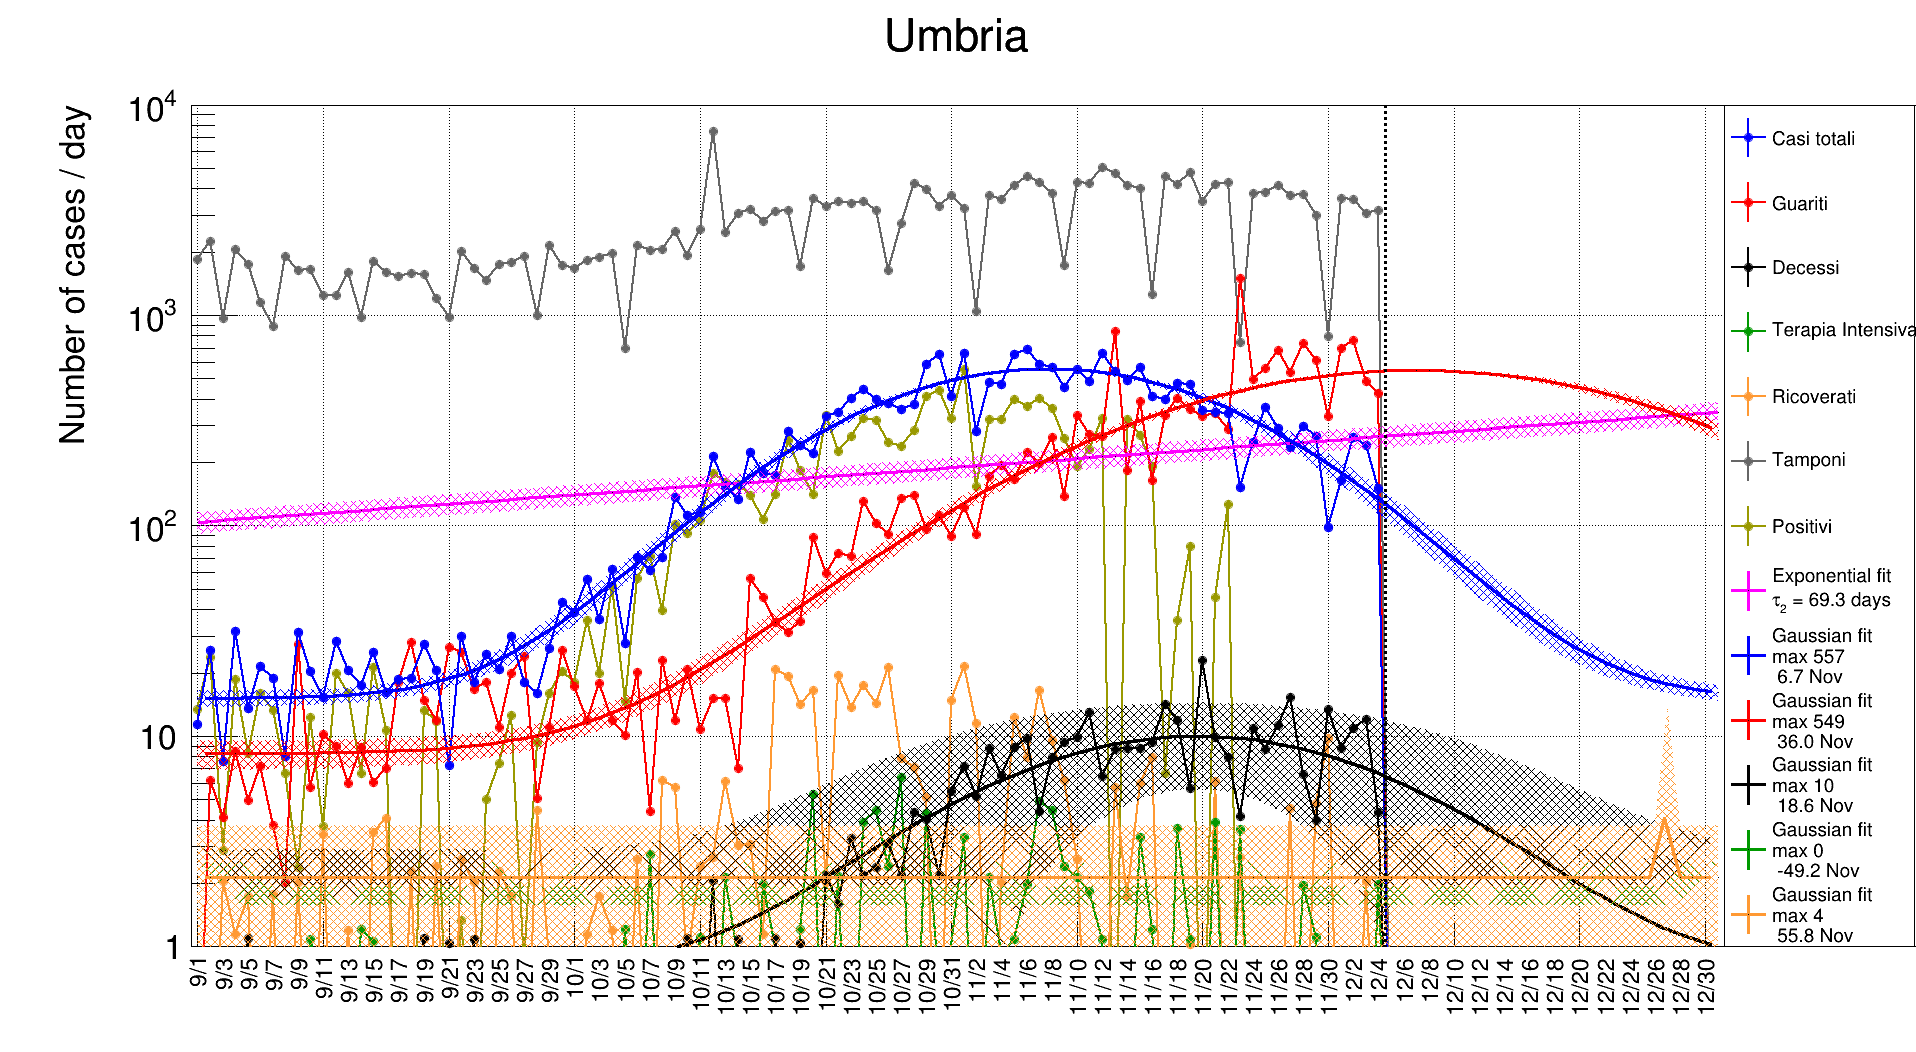 Umbria
Number of cases / day
10^4
10^3
10^2
10
1
9/1 9/3 9/5 9/7 9/9 9/11 9/13 9/15 9/17 9/19 9/21 9/23 9/25 9/27 9/29 10/1 10/3 10/5 10/7 10/9 10/11 10/13 10/15 10/17 10/19 10/21 10/23 10/25 10/27 10/29 10/31 11/2 11/4 11/6 11/8 11/10 11/12 11/14 11/16 11/18 11/20 11/22 11/24 11/26 11/28 11/30 12/2 12/4 12/6 12/8 12/10 12/12 12/14 12/16 12/18 12/20 12/22 12/24 12/26 12/28 12/30
Casi totali
Guariti
Decessi
Terapia Intensiva
Ricoverati
Tamponi
Positivi
Exponential fit
τ₂ = 69.3 days
Gaussian fit
max 557
6.7 Nov
Gaussian fit
max 549
36.0 Nov
Gaussian fit
max 10
18.6 Nov
Gaussian fit
max 0
-49.2 Nov
Gaussian fit
max 4
55.8 Nov